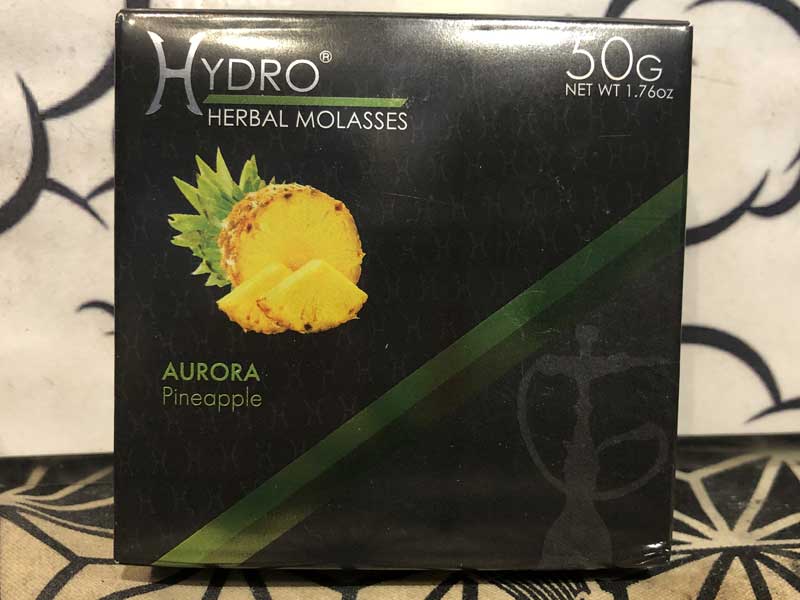 HYDRO®
HERBAL MOLASSES
50G
NET WT 1.76oz
AURORA
Pineapple